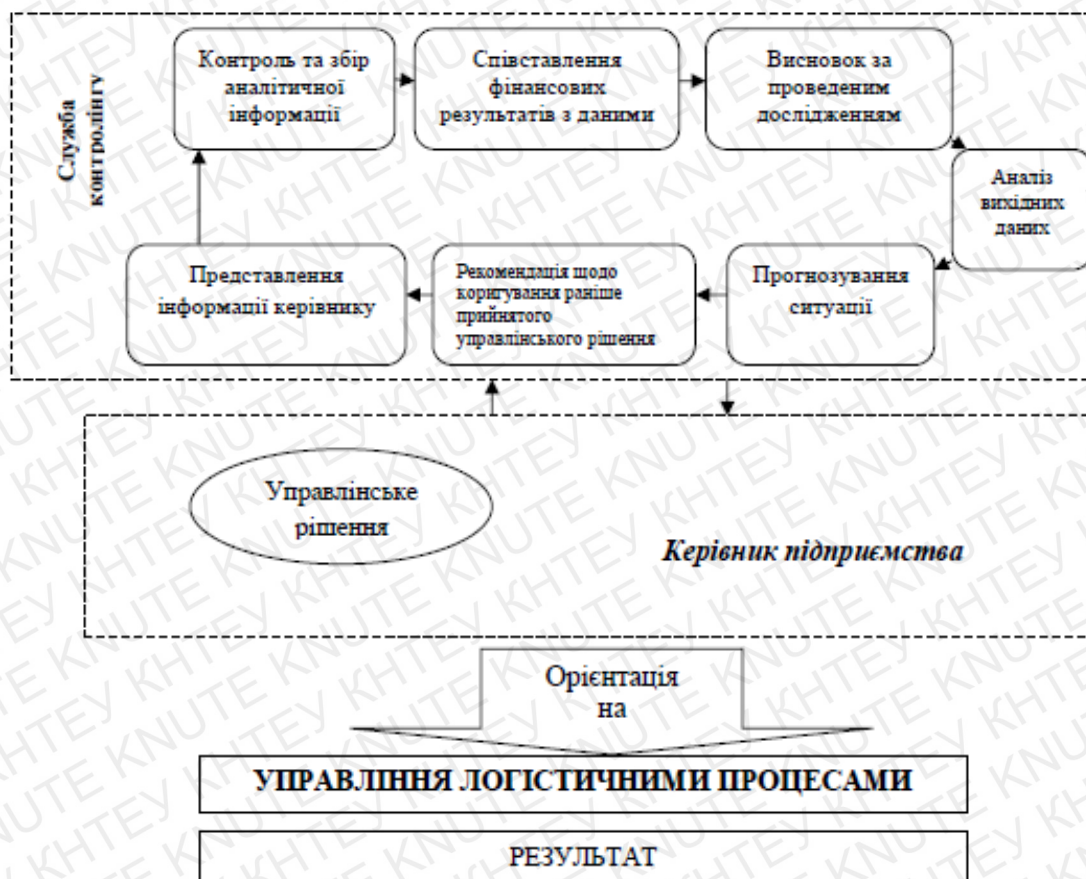 Служба
контролінгу
Контроль та збір
аналітичної
інформації
Співставлення
фінансових
результатів з даними
Висновок за
проведеним
дослідженням
Аналіз
вихідних
даних
Представлення
інформації керівнику
Рекомендація щодо
коригування раніше
прийнятого
управлінського рішення
Прогнозування
ситуації
Управлінське
рішення
Керівник підприємства
Орієнтація
на
УПРАВЛІННЯ ЛОГІСТИЧНИМИ ПРОЦЕСАМИ
РЕЗУЛЬТАТ